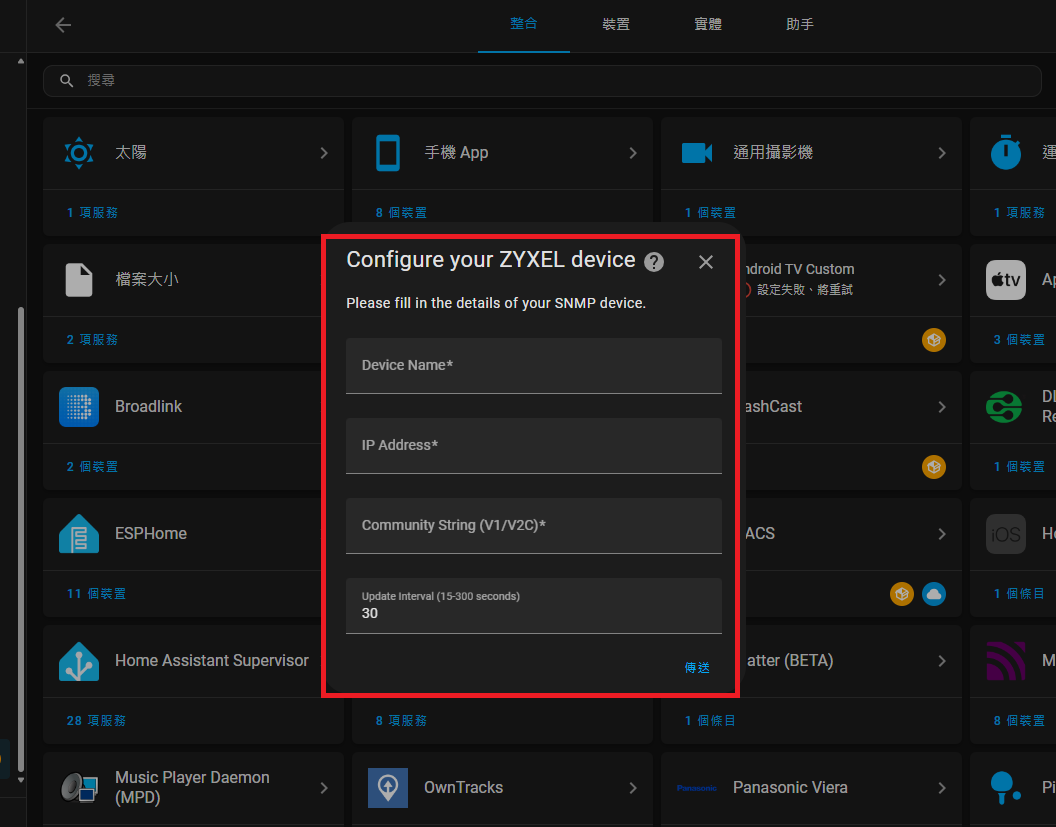 整合 裝置 實體 助手
搜尋
太陽
手機 App
通用攝影機
1 項服務
8 個裝置
1 個裝置
1 項服務
Configure your ZYXEL device
Please fill in the details of your SNMP device.
Device Name*
IP Address*
Community String (V1/V2C)*
Update Interval (15-300 seconds)
30
傳送
檔案大小
ndroid TV Custom
設定失敗、將重試
tv
2 項服務
3 個裝置
Broadlink
ashCast
2 個裝置
1 個裝置
ESPHome
ACS
iOS
11 個裝置
1 個條目
Home Assistant Supervisor
atter (BETA)
28 項服務
8 項服務
1 個條目
8 個裝置
Music Player Daemon
(MPD)
OwnTracks
Panasonic
Panasonic Viera